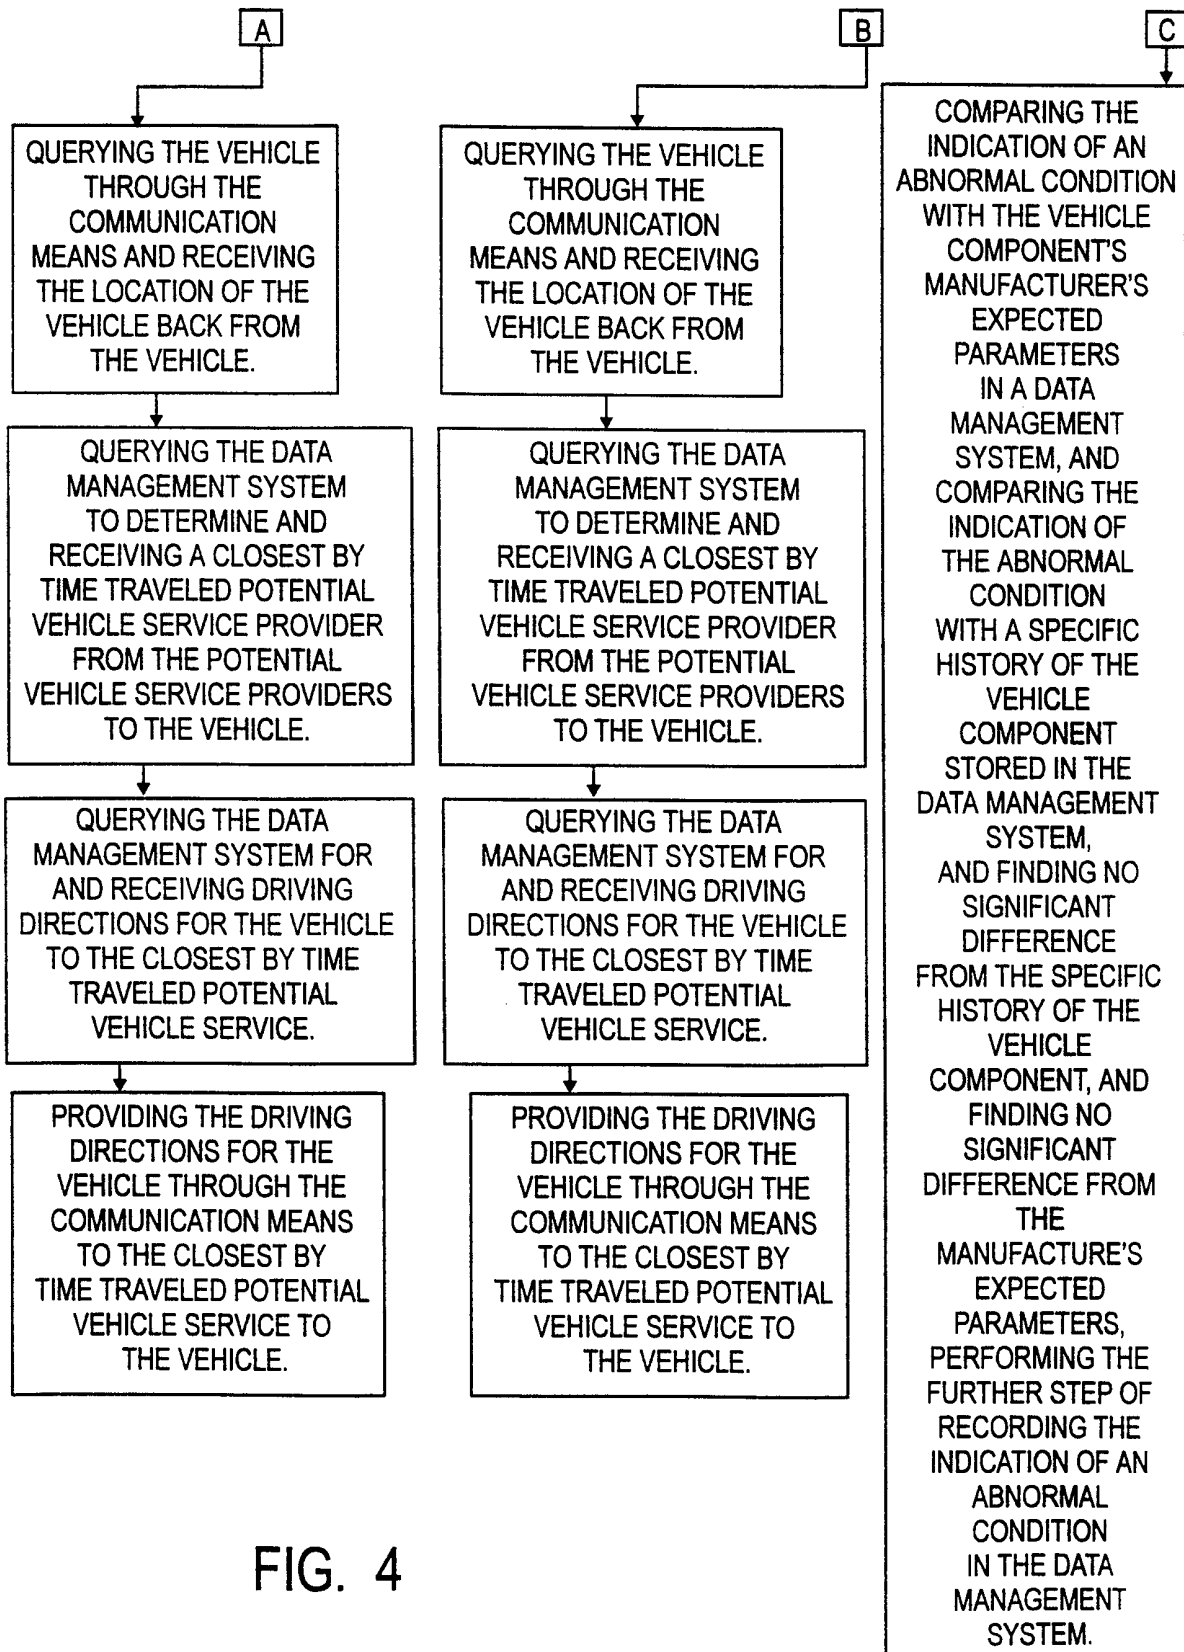 A
QUERYING THE VEHICLE
THROUGH THE
COMMUNICATION
MEANS AND RECEIVING
THE LOCATION OF THE
VEHICLE BACK FROM
THE VEHICLE.
QUERYING THE DATA
MANAGEMENT SYSTEM
TO DETERMINE AND
RECEIVING A CLOSEST BY
TIME TRAVELED POTENTIAL
VEHICLE SERVICE PROVIDER
FROM THE POTENTIAL
VEHICLE SERVICE PROVIDERS
TO THE VEHICLE.
QUERYING THE DATA
MANAGEMENT SYSTEM FOR
AND RECEIVING DRIVING
DIRECTIONS FOR THE VEHICLE
TO THE CLOSEST BY TIME
TRAVELED POTENTIAL
VEHICLE SERVICE.
PROVIDING THE DRIVING
DIRECTIONS FOR THE
VEHICLE THROUGH THE
COMMUNICATION MEANS
TO THE CLOSEST BY
TIME TRAVELED POTENTIAL
VEHICLE SERVICE TO
THE VEHICLE.
B
QUERYING THE VEHICLE
THROUGH THE
COMMUNICATION
MEANS AND RECEIVING
THE LOCATION OF THE
VEHICLE BACK FROM
THE VEHICLE.
QUERYING THE DATA
MANAGEMENT SYSTEM
TO DETERMINE AND
RECEIVING A CLOSEST BY
TIME TRAVELED POTENTIAL
VEHICLE SERVICE PROVIDER
FROM THE POTENTIAL
VEHICLE SERVICE PROVIDERS
TO THE VEHICLE.
QUERYING THE DATA
MANAGEMENT SYSTEM FOR
AND RECEIVING DRIVING
DIRECTIONS FOR THE VEHICLE
TO THE CLOSEST BY TIME
TRAVELED POTENTIAL
VEHICLE SERVICE.
PROVIDING THE DRIVING
DIRECTIONS FOR THE
VEHICLE THROUGH THE
COMMUNICATION MEANS
TO THE CLOSEST BY
TIME TRAVELED POTENTIAL
VEHICLE SERVICE TO
THE VEHICLE.
C
COMPARING THE
INDICATION OF AN
ABNORMAL CONDITION
WITH THE VEHICLE
COMPONENT'S
MANUFACTURER'S
EXPECTED
PARAMETERS
IN A DATA
MANAGEMENT
SYSTEM, AND
COMPARING THE
INDICATION OF
THE ABNORMAL
CONDITION
WITH A SPECIFIC
HISTORY OF THE
VEHICLE
COMPONENT
STORED IN THE
DATA MANAGEMENT
SYSTEM,
AND FINDING NO
SIGNIFICANT
DIFFERENCE
FROM THE SPECIFIC
HISTORY OF THE
VEHICLE
COMPONENT, AND
FINDING NO
SIGNIFICANT
DIFFERENCE FROM
THE
MANUFACTURE'S
EXPECTED
PARAMETERS,
PERFORMING THE
FURTHER STEP OF
RECORDING THE
INDICATION OF AN
ABNORMAL
CONDITION
IN THE DATA
MANAGEMENT
SYSTEM.
FIG. 4